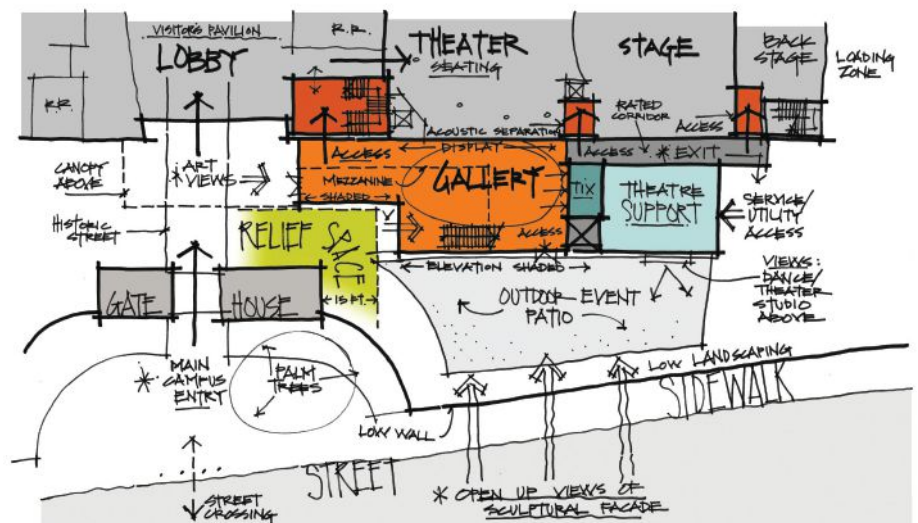 VISITOR'S PAVILION
LOBBY
R.R.
R.R.
THEATER
SEATING
STAGE
BACK
STAGE
LOADING
ZONE
ACOUSTIC SEPARATION
RATED
CORRIDOR
ACCESS
ACCESS
DISPLAY
ACCESS
* EXIT
CANOPY
ABOVE
* ART
VIEWS
MEZZANINE
SHADED
GALLERY
TIX
THEATRE
SUPPORT
SERVICE/
UTILITY
ACCESS
HISTORIC
STREET
RELIEF SPACE
15 FT.
ELEVATION SHADED
VIEWS:
DANCE/
THEATER
STUDIO
ABOVE
GATE
HOUSE
OUTDOOR EVENT
PATIO
* MAIN
CAMPUS
ENTRY
PALM
TREES
LOW LANDSCAPING
SIDEWALK
LOW WALL
STREET
STREET
CROSSING
* OPEN UP VIEWS OF
SCULPTURAL FACADE